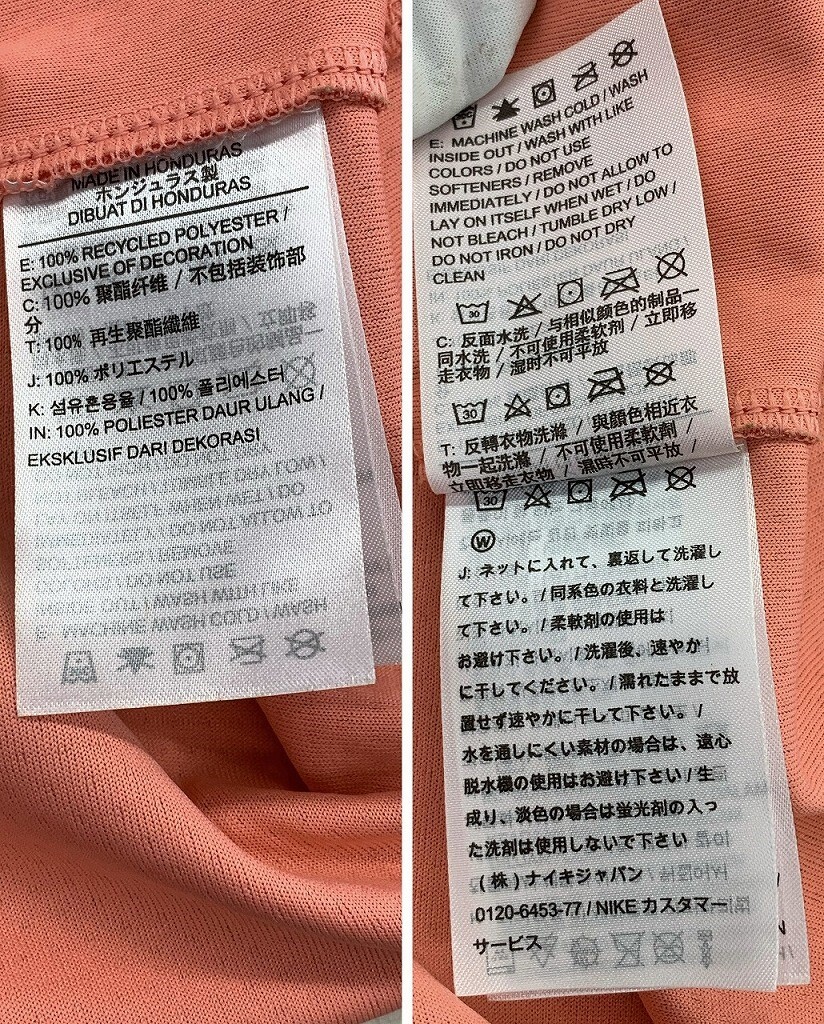 MADE IN HONDURAS
ホンジュラス製
DIBUAT DI HONDURAS
E: 100% RECYCLED POLYESTER /
EXCLUSIVE OF DECORATION
C: 100% 聚酯纤维 / 不包括装饰部
分
T: 100% 再生聚酯纖維
J: 100% ポリエステル
K: 섬유혼용율 / 100% 폴리에스터
IN: 100% POLIESTER DAUR ULANG /
EKSKLUSIF DARI DEKORASI
E: MACHINE WASH COLD / WASH
INSIDE OUT / WASH WITH LIKE
COLORS / DO NOT USE
SOFTENERS / REMOVE
IMMEDIATELY / DO NOT ALLOW TO
LAY ON ITSELF WHEN WET / DO
NOT BLEACH / TUMBLE DRY LOW /
DO NOT IRON / DO NOT DRY
CLEAN
30
C: 反面水洗 / 与相似颜色的制品一
同水洗 / 不可使用柔软剂 / 立即移
走衣物 / 湿时不可平放
30
T: 反轉衣物洗滌 / 與顏色相近衣
物一起洗滌 / 不可使用柔軟劑 /
立即移走衣物 / 濕時不可平放 /
30
W
J: ネットに入れて、裏返して洗濯し
て下さい。/ 同系色の衣料と洗濯し
て下さい。/ 柔軟剤の使用は
お避け下さい。/ 洗濯後、速やか
に干してください。/ 濡れたままで放
置せず速やかに干して下さい。/
水を通しにくい素材の場合は、遠心
脱水機の使用はお避け下さい / 生
成り、淡色の場合は蛍光剤の入っ
た洗剤は使用しないで下さい
(株) ナイキジャパン
0120-6453-77 / NIKE カスタマー
サービス